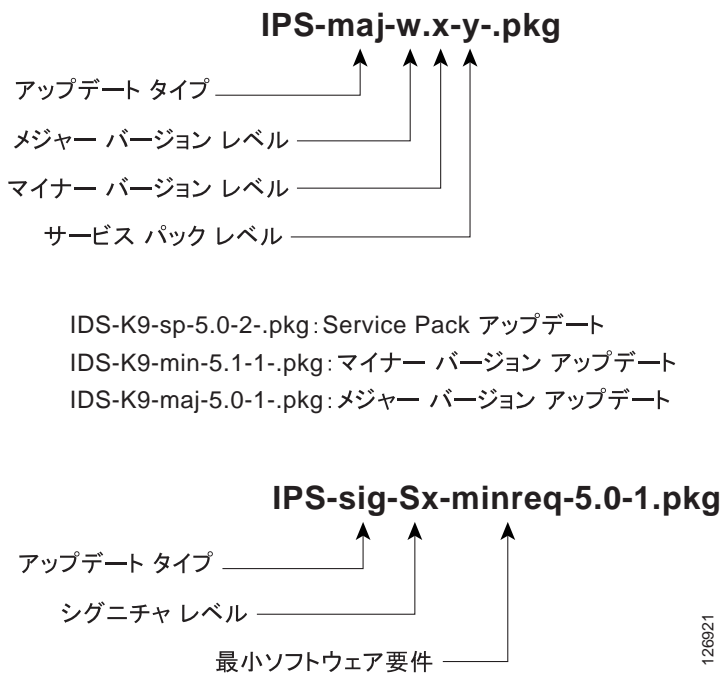 IPS-maj-w.x-y-.pkg
アップデート タイプ
メジャー バージョン レベル
マイナー バージョン レベル
サービス パック レベル
IDS-K9-sp-5.0-2-.pkg：Service Pack アップデート
IDS-K9-min-5.1-1-.pkg：マイナー バージョン アップデート
IDS-K9-maj-5.0-1-.pkg：メジャー バージョン アップデート
IPS-sig-Sx-minreq-5.0-1.pkg
アップデート タイプ
シグニチャ レベル
最小ソフトウェア要件
126921